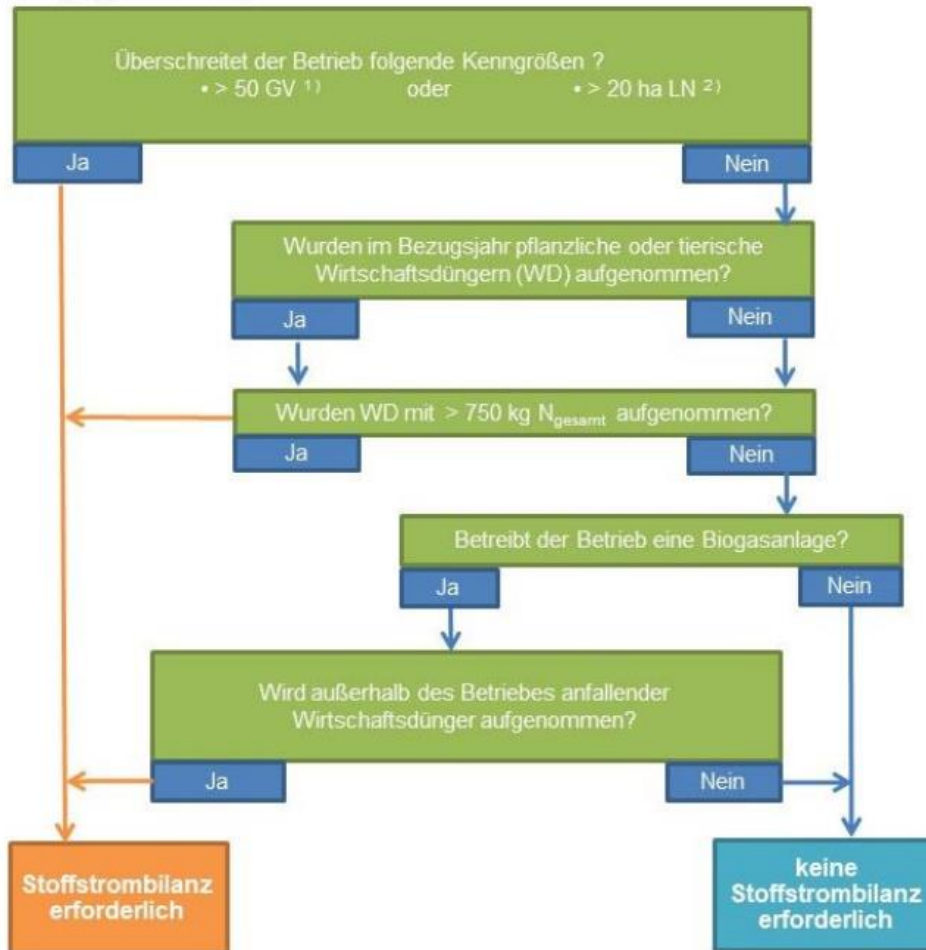 Überschreitet der Betrieb folgende Kenngrößen ?
• > 50 GV ¹⁾ oder • > 20 ha LN ²⁾
Ja
Nein
Wurden im Bezugsjahr pflanzliche oder tierische
Wirtschaftsdüngern (WD) aufgenommen?
Ja
Nein
Wurden WD mit > 750 kg Ngesamt aufgenommen?
Ja
Nein
Betreibt der Betrieb eine Biogasanlage?
Ja
Nein
Wird außerhalb des Betriebes anfallender
Wirtschaftsdünger aufgenommen?
Ja
Nein
Stoffstrombilanz
erforderlich
keine
Stoffstrombilanz
erforderlich